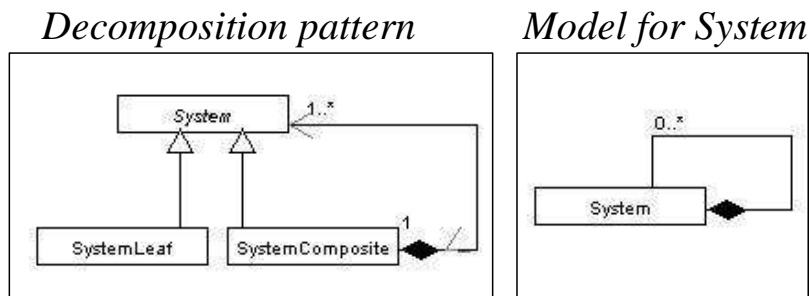 Decomposition pattern
Model for System
System
1..*
SystemLeaf
1
SystemComposite
0..*
System